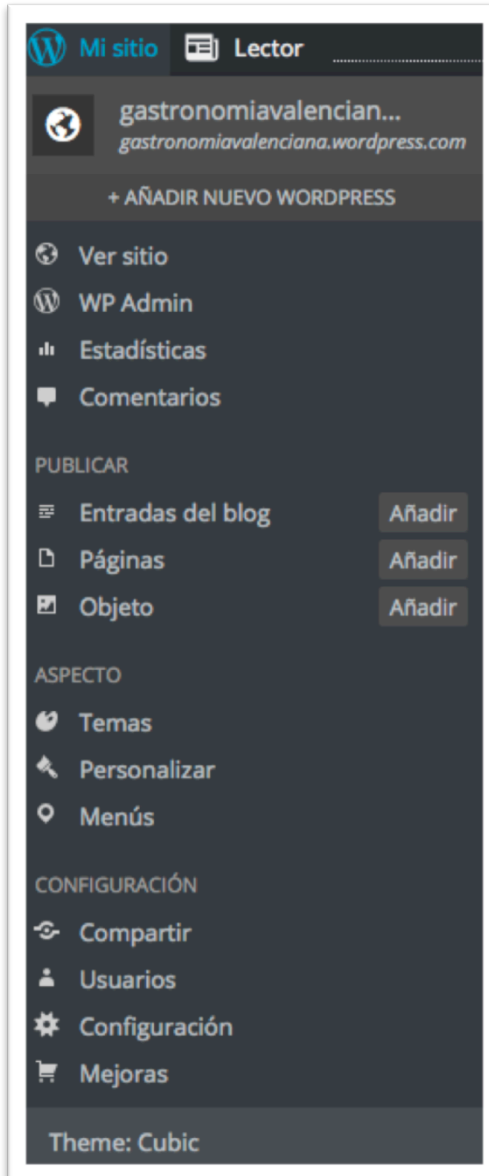 Mi sitio Lector
gastronomiavalencian...
gastronomiavalenciana.wordpress.com
+ AÑADIR NUEVO WORDPRESS
Ver sitio
WP Admin
Estadísticas
Comentarios
PUBLICAR
Entradas del blog Añadir
Páginas Añadir
Objeto Añadir
ASPECTO
Temas
Personalizar
Menús
CONFIGURACIÓN
Compartir
Usuarios
Configuración
Mejoras
Theme: Cubic